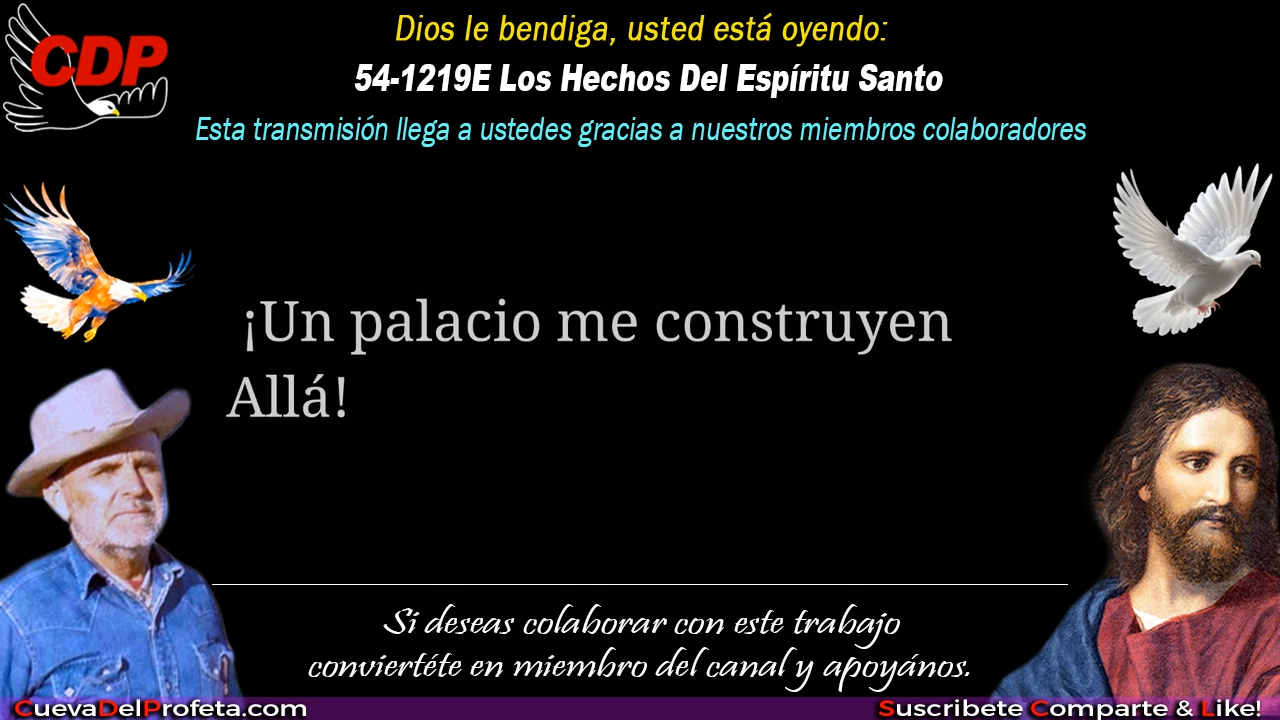 CDP
Dios le bendiga, usted está oyendo:
54-1219E Los Hechos Del Espíritu Santo
Esta transmisión llega a ustedes gracias a nuestros miembros colaboradores
¡Un palacio me construyen
Allá!
Si deseas colaborar con este trabajo
conviertéte en miembro del canal y apoyános.
CuevaDelProfeta.com
Suscribete Comparte & Like!